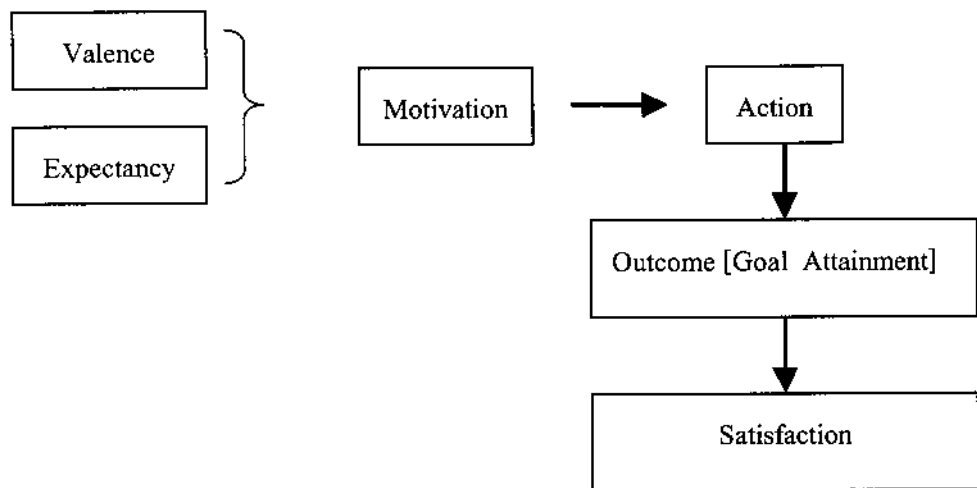 Valence
Expectancy
Motivation
Action
Outcome [Goal Attainment]
Satisfaction